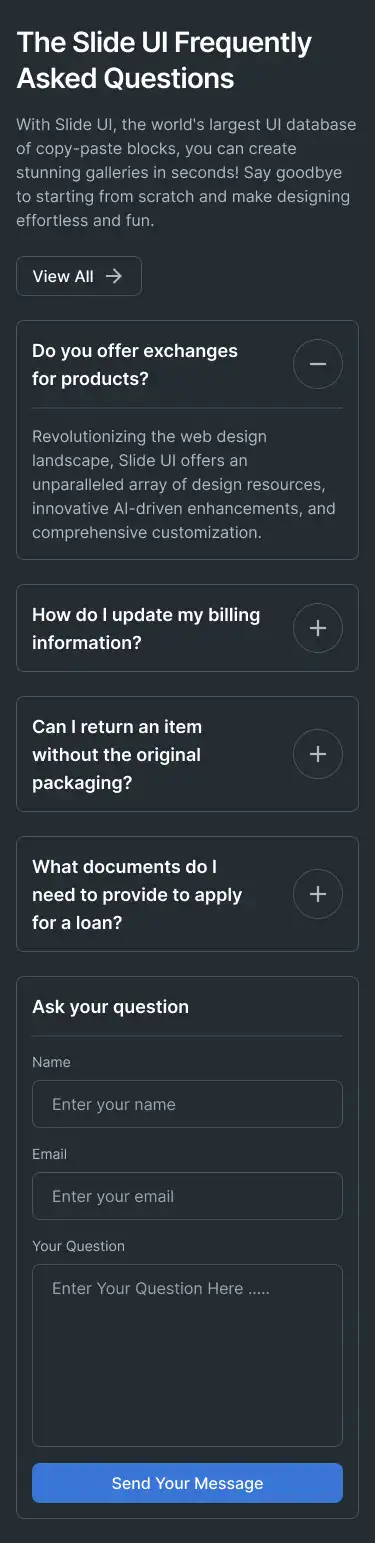 The Slide UI Frequently
Asked Questions
With Slide UI, the world's largest UI database
of copy-paste blocks, you can create
stunning galleries in seconds! Say goodbye
to starting from scratch and make designing
effortless and fun.
View All
Do you offer exchanges
for products?
Revolutionizing the web design
landscape, Slide UI offers an
unparalleled array of design resources,
innovative AI-driven enhancements, and
comprehensive customization.
How do I update my billing
information?
Can I return an item
without the original
packaging?
What documents do I
need to provide to apply
for a loan?
Ask your question
Name
Enter your name
Email
Enter your email
Your Question
Enter Your Question Here .....
Send Your Message